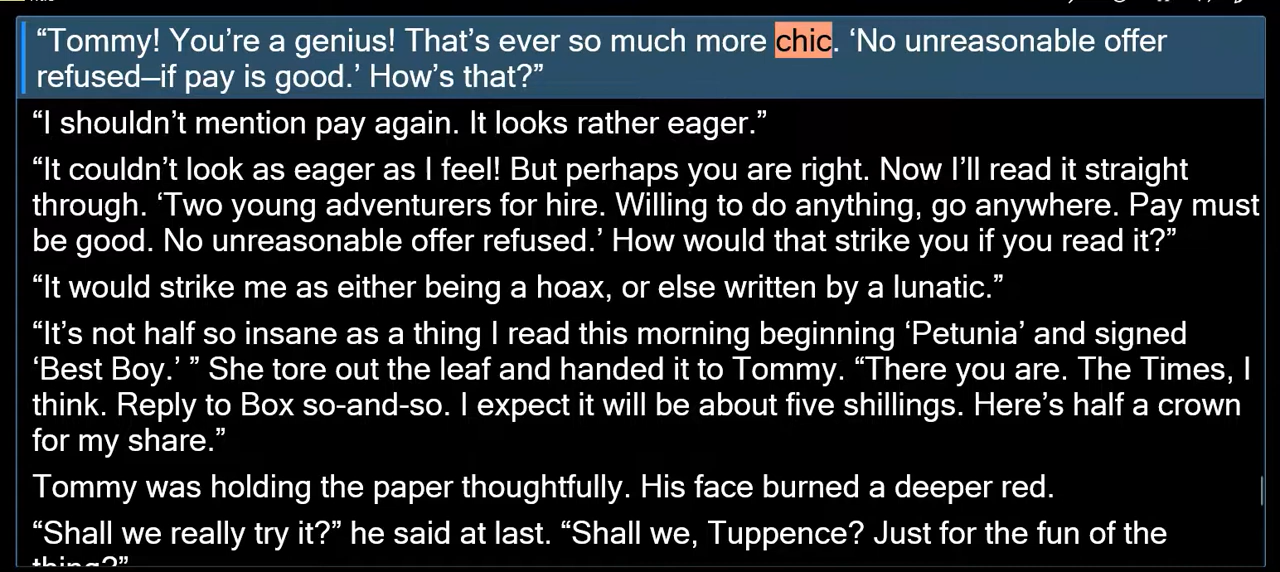 “Tommy! You’re a genius! That’s ever so much more chic. ‘No unreasonable offer
refused—if pay is good.’ How’s that?”
“I shouldn’t mention pay again. It looks rather eager.”
“It couldn’t look as eager as I feel! But perhaps you are right. Now I’ll read it straight
through. ‘Two young adventurers for hire. Willing to do anything, go anywhere. Pay must
be good. No unreasonable offer refused.’ How would that strike you if you read it?”
“It would strike me as either being a hoax, or else written by a lunatic.”
“It’s not half so insane as a thing I read this morning beginning ‘Petunia’ and signed
‘Best Boy.’ ” She tore out the leaf and handed it to Tommy. “There you are. The Times, I
think. Reply to Box so-and-so. I expect it will be about five shillings. Here’s half a crown
for my share.”
Tommy was holding the paper thoughtfully. His face burned a deeper red.
“Shall we really try it?” he said at last. “Shall we, Tuppence? Just for the fun of the
thing?”